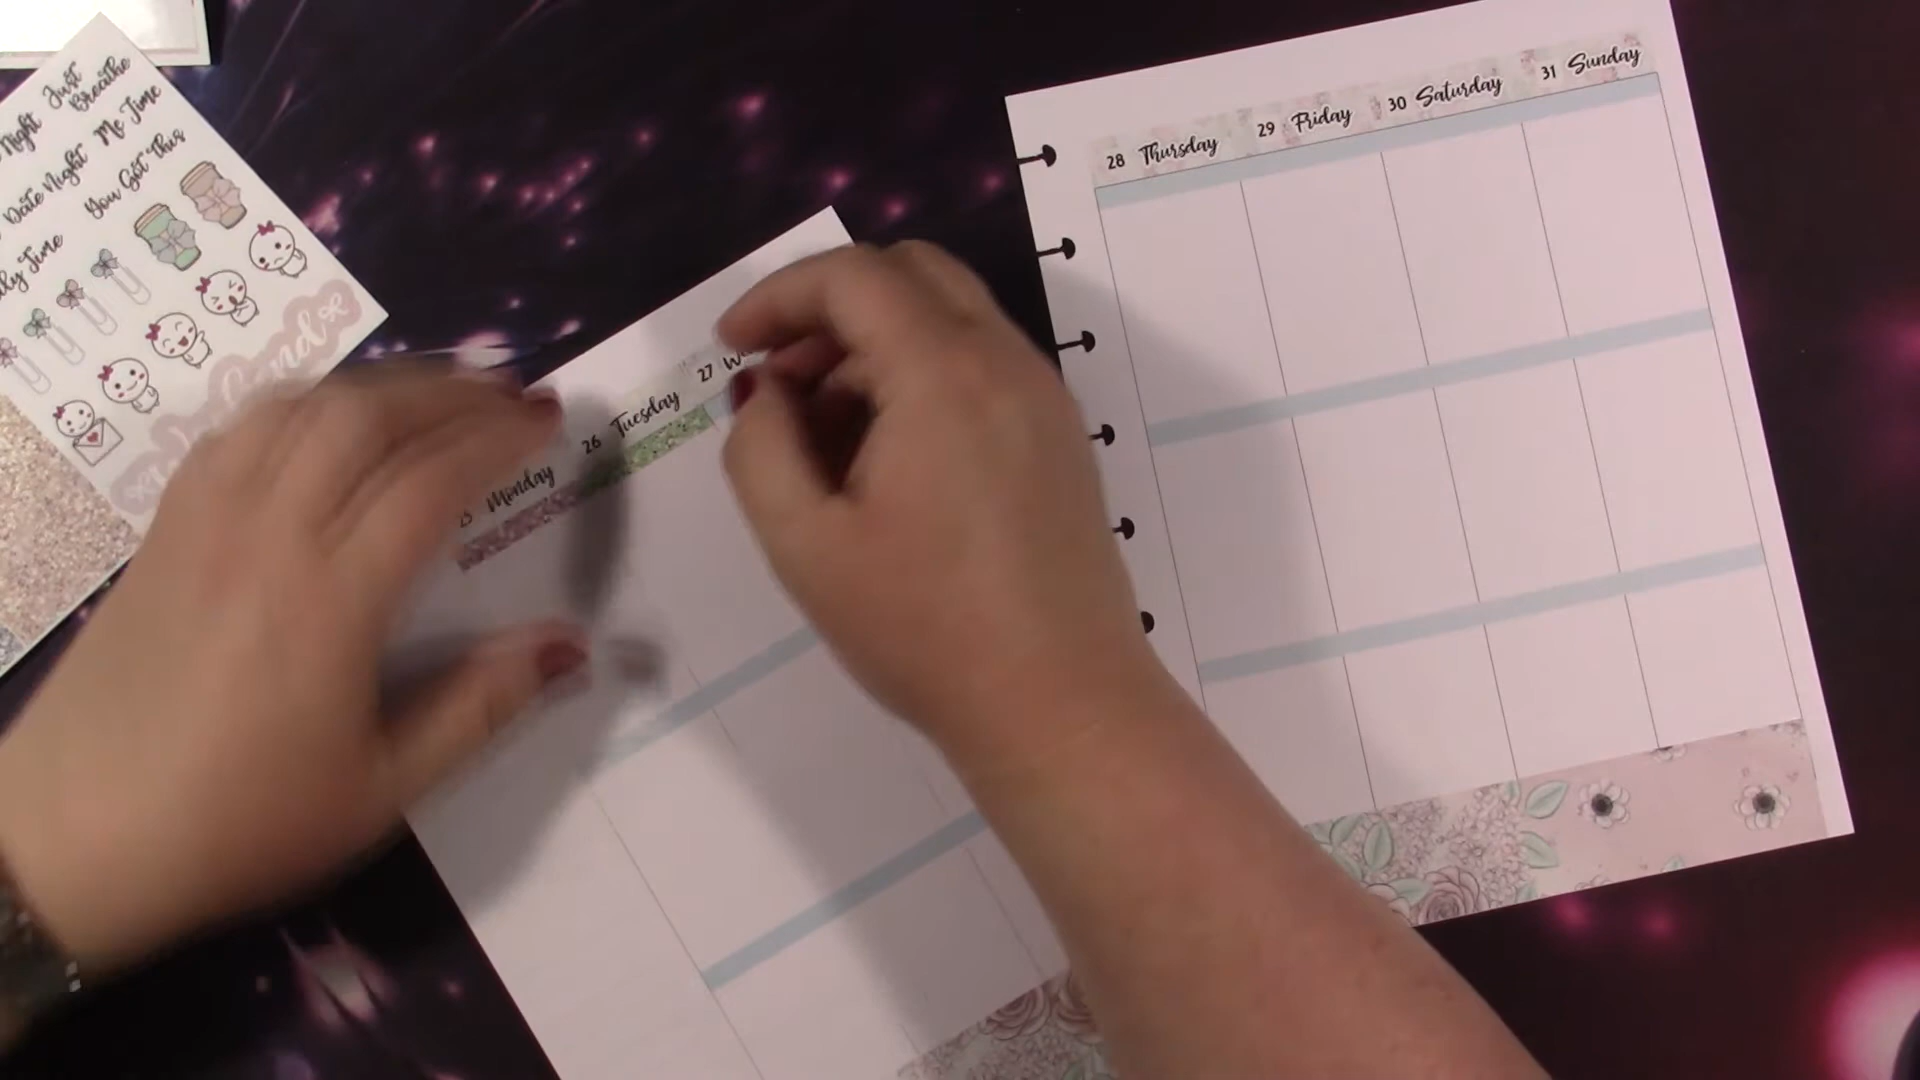 Just
Breathe
Night
Me Time
Date Night
You Got This
Time
26 Tuesday
27
Monday
28 Thursday
29 Friday
30 Saturday
31 Sunday